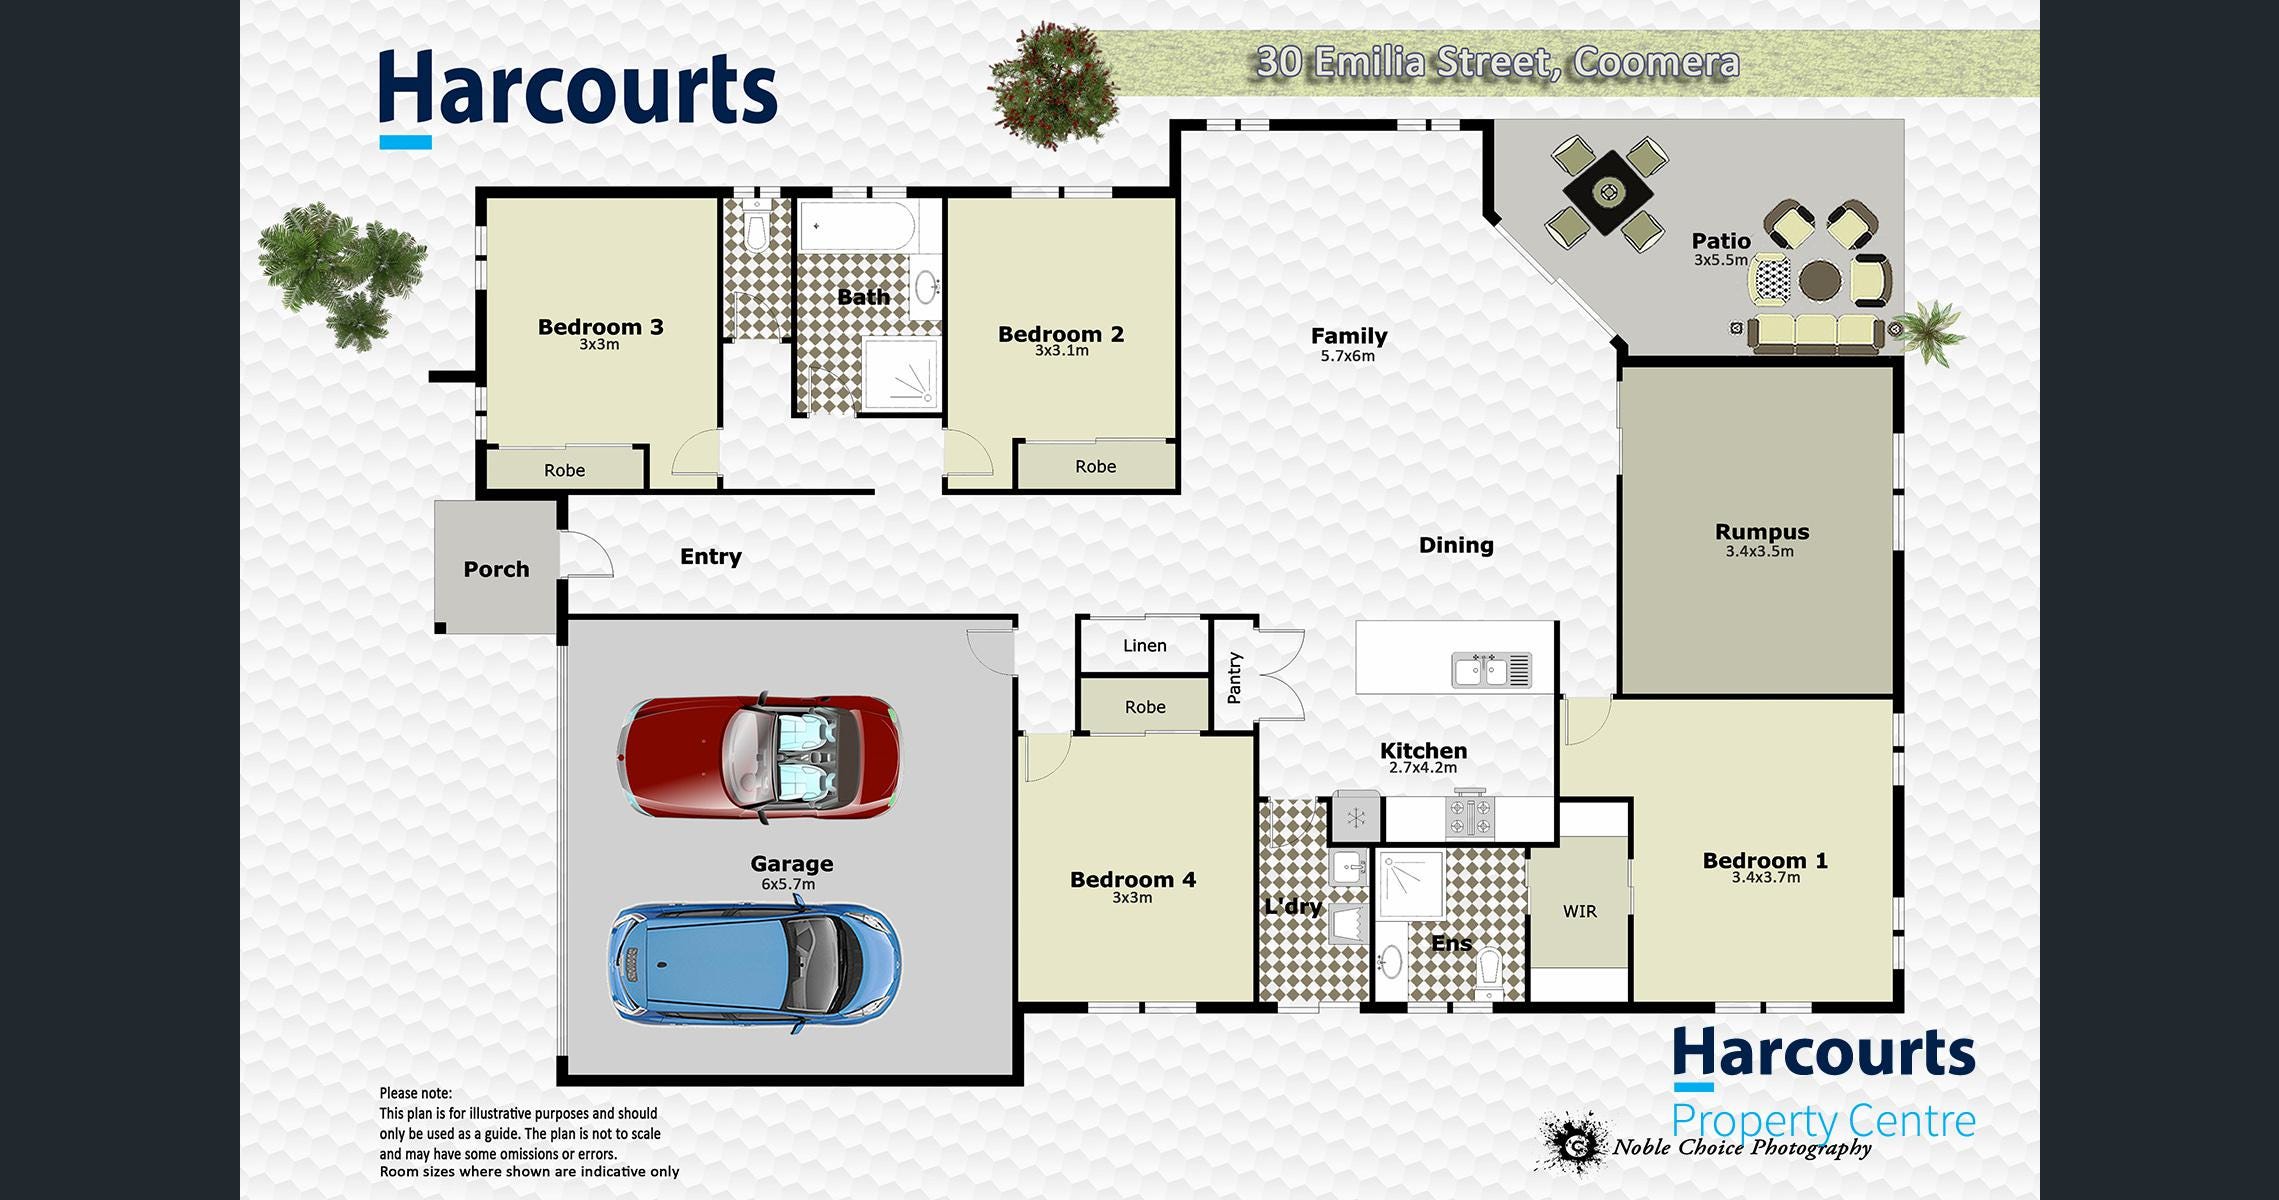 Harcourts
30 Emilia Street, Coomera
Patio
3x5.5m
Bedroom 3
3x3m
Bath
Bedroom 2
3x3.1m
Family
5.7x6m
Robe
Robe
Rumpus
3.4x3.5m
Porch
Entry
Dining
Linen
Pantry
Robe
Kitchen
2.7x4.2m
Garage
6x5.7m
Bedroom 4
3x3m
L'dry
Ens
WIR
Bedroom 1
3.4x3.7m
Please note:
This plan is for illustrative purposes and should
only be used as a guide. The plan is not to scale
and may have some omissions or errors.
Room sizes where shown are indicative only
Harcourts
Property Centre
Noble Choice Photography